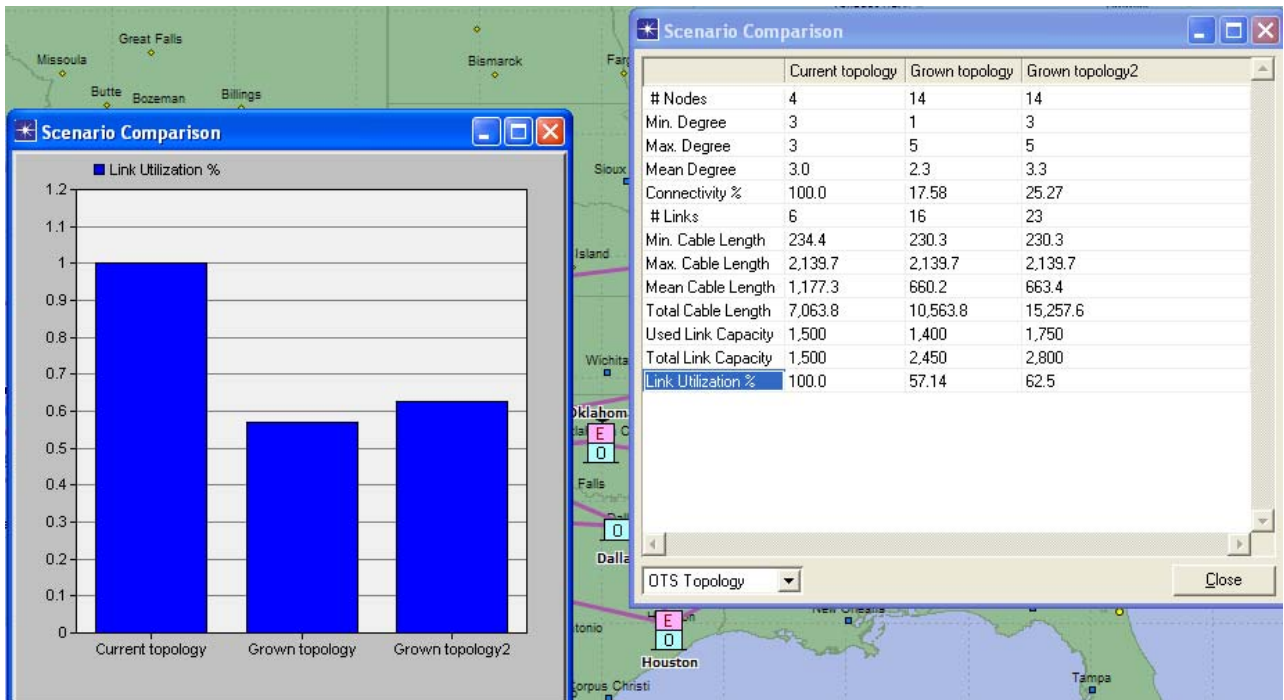 Great Falls
Missoula
Bismarok
Butte
Bozeman
Billings
Scenario Comparison
Link Utilization %
1.2
1.1
1
0.9
0.8
0.7
0.6
0.5
0.4
0.3
0.2
0.1
0
Current topology Grown topology Grown topology2
Sioux
Island
Wichita
E
O
Falls
O
Dalla
tonio
E
O
Houston
orpus Christi
Tampa
Scenario Comparison
Current topology Grown topology Grown topology2
# Nodes 4 14 14
Min. Degree 3 1 3
Max. Degree 3 5 5
Mean Degree 3.0 2.3 3.3
Connectivity % 100.0 17.58 25.27
# Links 6 16 23
Min. Cable Length 234.4 230.3 230.3
Max. Cable Length 2,139.7 2,139.7 2,139.7
Mean Cable Length 1,177.3 660.2 663.4
Total Cable Length 7,063.8 10,563.8 15,257.6
Used Link Capacity 1,500 1,400 1,750
Total Link Capacity 1,500 2,450 2,800
Link Utilization % 100.0 57.14 62.5
OTS Topology
Close